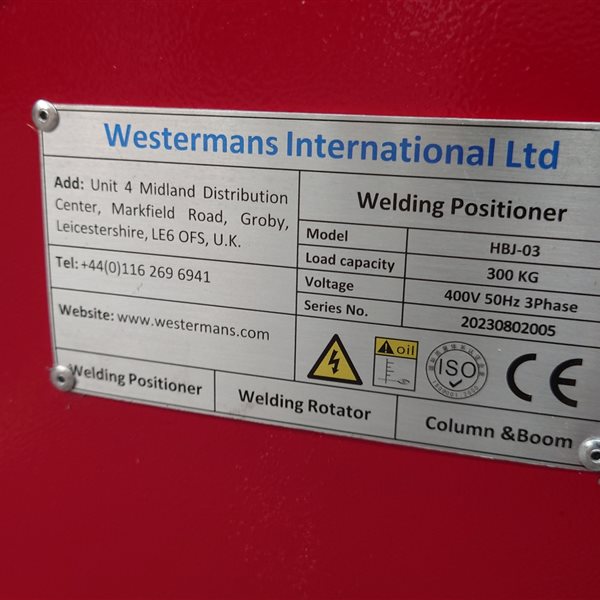 Westermans International Ltd
Add: Unit 4 Midland Distribution
Center, Markfield Road, Groby,
Leicestershire, LE6 OFS, U.K.
Tel: +44(0)116 269 6941
Website: www.westermans.com
Welding Positioner
Model HBJ-03
Load capacity 300 KG
Voltage 400V 50Hz 3Phase
Series No. 20230802005
oil
ISO
CE
Welding Positioner
Welding Rotator
Column &Boom